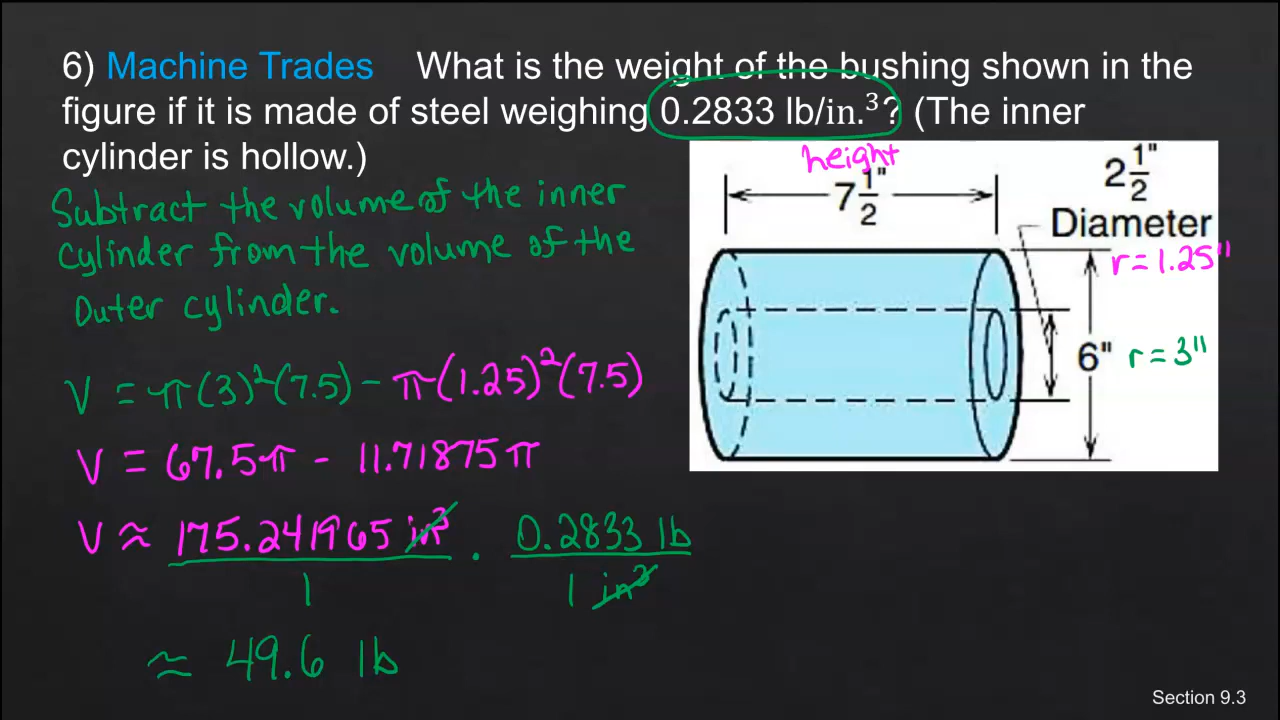 6) Machine Trades What is the weight of the bushing shown in the
figure if it is made of steel weighing 0.2833 lb/in.³? (The inner
cylinder is hollow.)
height
7 1/2"
2 1/2"
Diameter
r = 1.25"
6" r = 3"
Subtract the volume of the inner
cylinder from the volume of the
outer cylinder.
V = π(3)²(7.5) − π(1.25)²(7.5)
V = 67.5π − 11.71875π
V ≈ 175.241965 in³ / 1 · 0.2833 lb / 1 in³
≈ 49.6 lb
Section 9.3